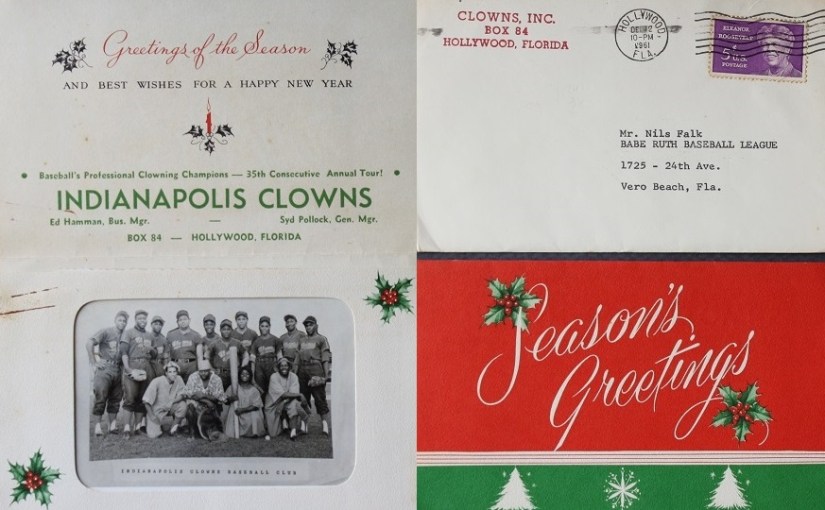 Greetings of the Season
AND BEST WISHES FOR A HAPPY NEW YEAR
Baseball's Professional Clowning Champions — 35th Consecutive Annual Tour!
INDIANAPOLIS CLOWNS
Ed Hamman, Bus. Mgr. — Syd Pollock, Gen. Mgr.
BOX 84 — HOLLYWOOD, FLORIDA
INDIANAPOLIS CLOWNS BASEBALL CLUB
CLOWNS, INC.
BOX 84
HOLLYWOOD, FLORIDA
HOLLYWOOD
10-PM
1961
FLA.
ELEANOR
ROOSEVELT
5
U.S.
POSTAGE
Mr. Nils Falk
BABE RUTH BASEBALL LEAGUE
1725 - 24th Ave.
Vero Beach, Fla.
Season's
Greetings